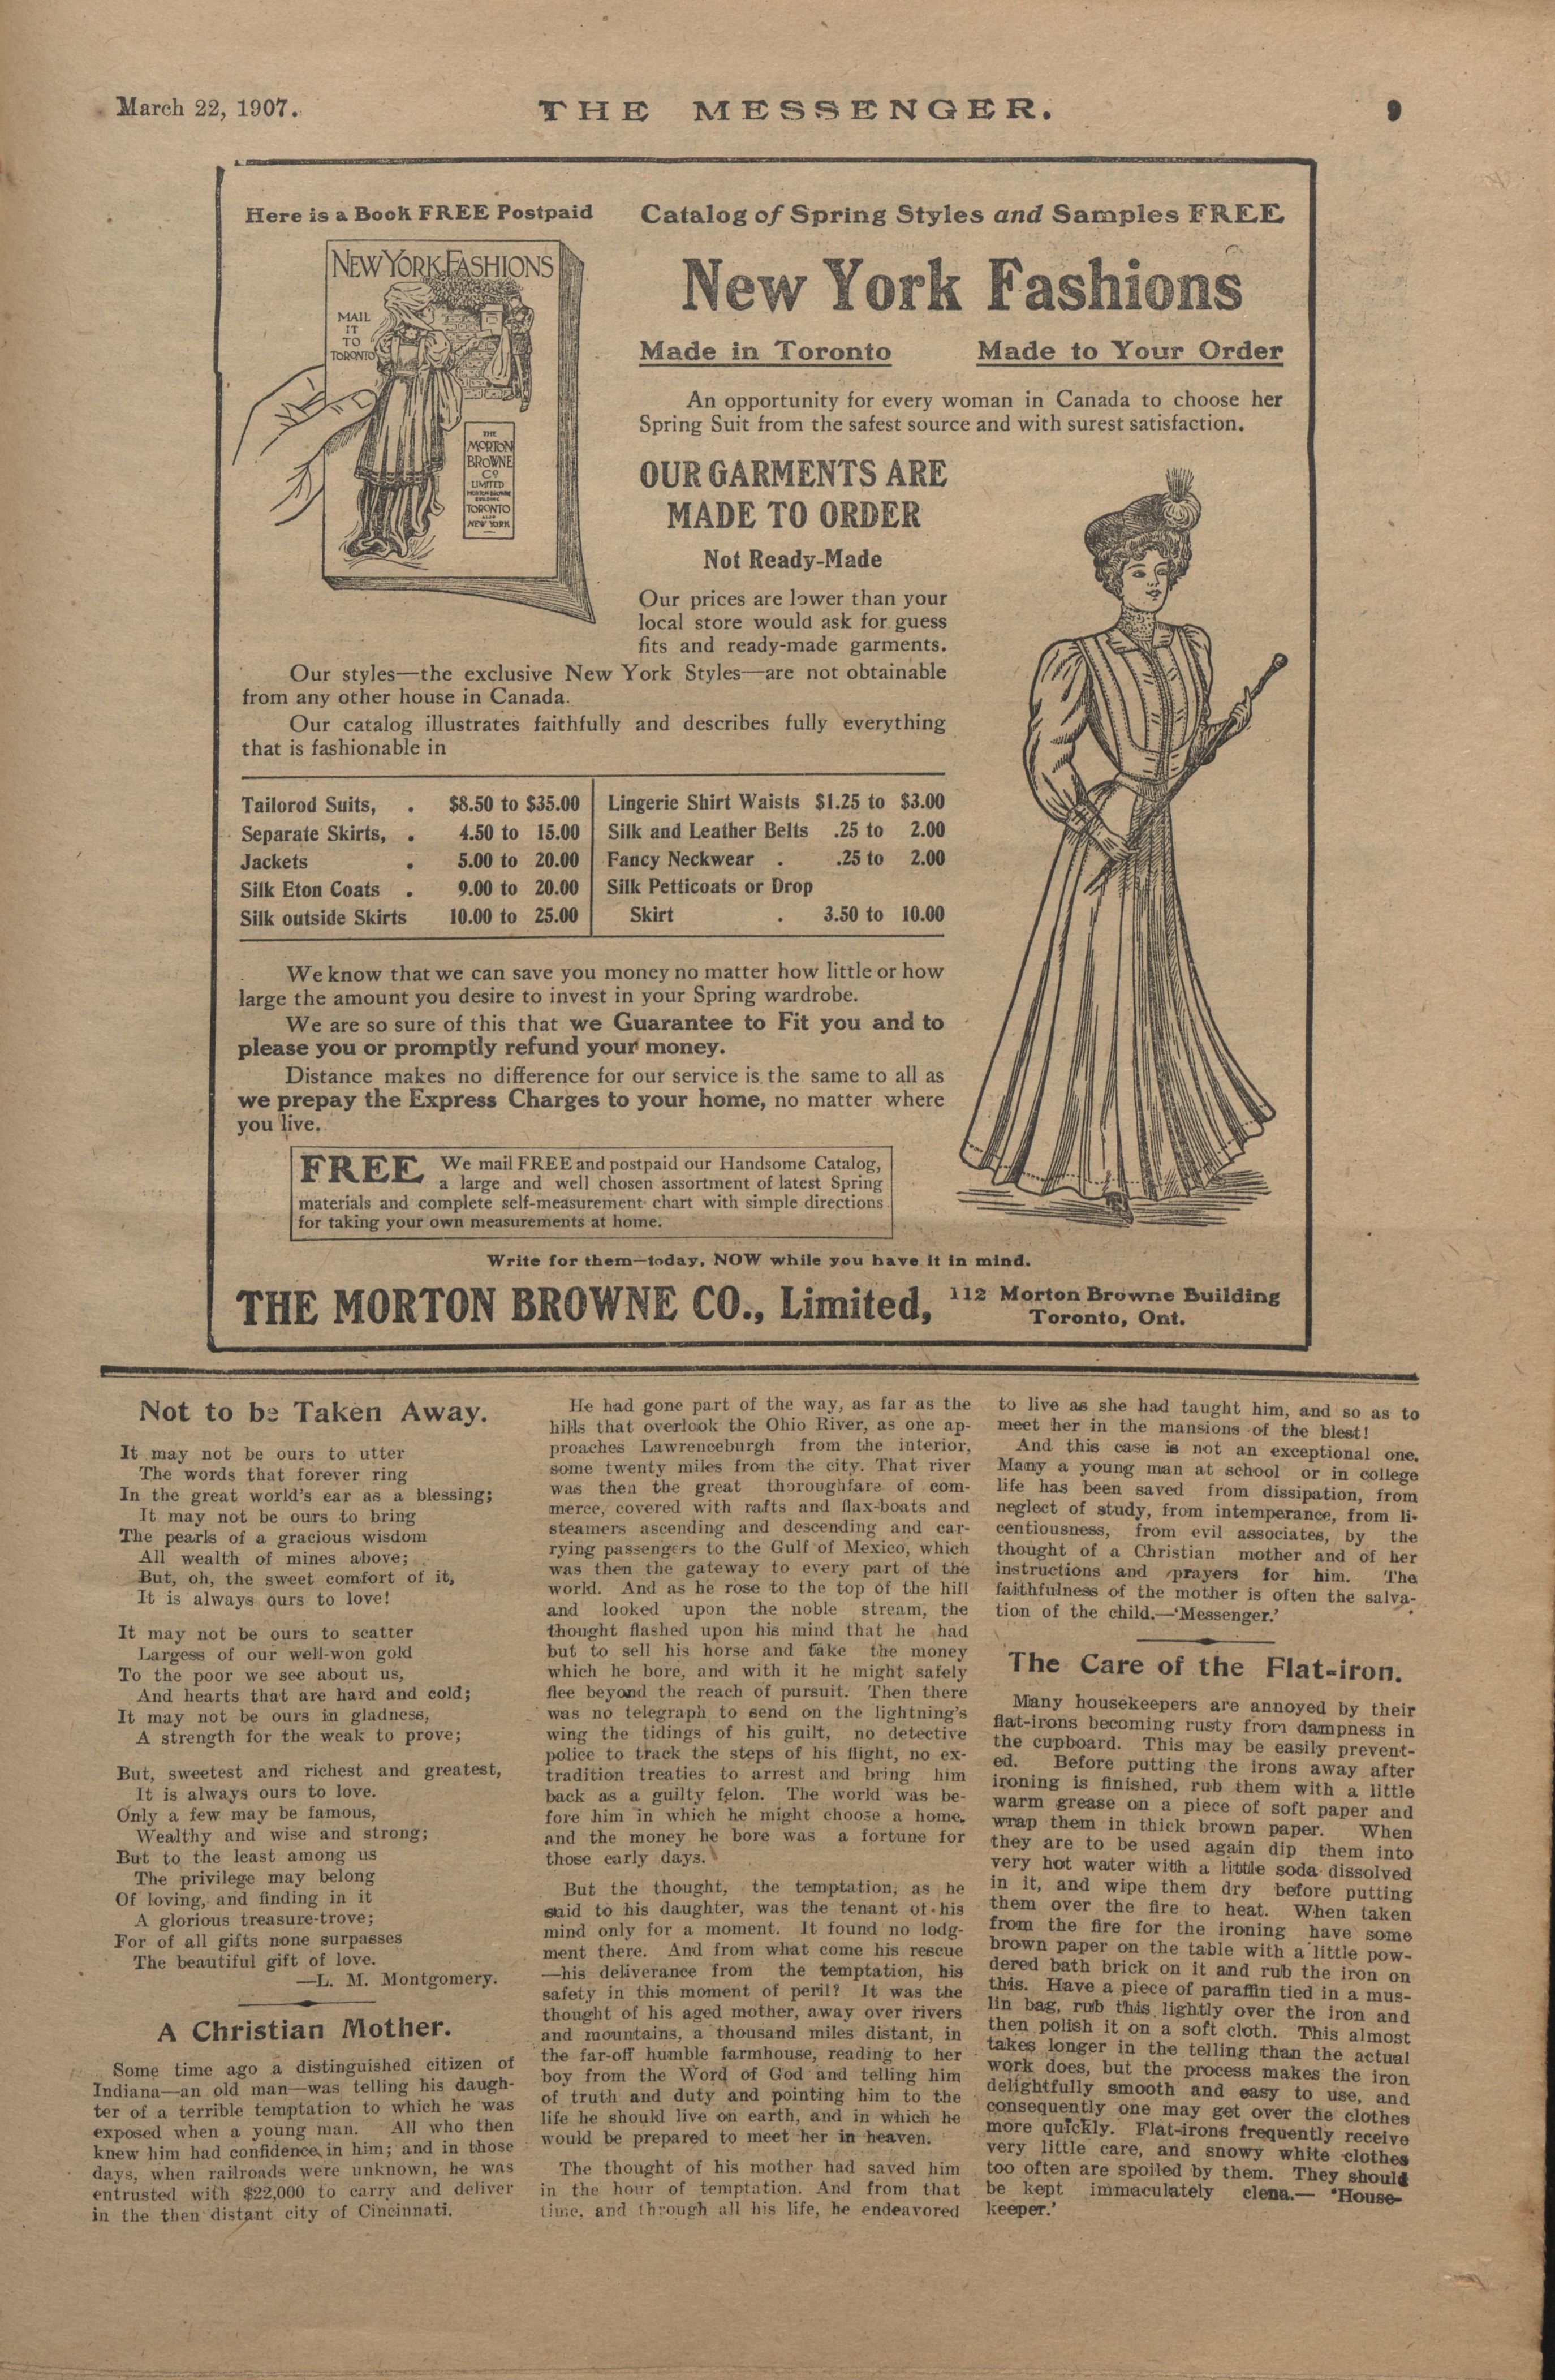 March 22, 1907.
THE MESSENGER.
9
Here is a Book FREE Postpaid
NEW YORK FASHIONS
MAIL
IT
TO
TORONTO
THE
MORTON
BROWNE
Co
LIMITED
MORTON BROWNE
BUILDING
TORONTO
ALSO
NEW YORK
Catalog of Spring Styles and Samples FREE
New York Fashions
Made in Toronto Made to Your Order
An opportunity for every woman in Canada to choose her
Spring Suit from the safest source and with surest satisfaction.
OUR GARMENTS ARE
MADE TO ORDER
Not Ready-Made
Our prices are lower than your
local store would ask for guess
fits and ready-made garments.
Our styles—the exclusive New York Styles—are not obtainable
from any other house in Canada.
Our catalog illustrates faithfully and describes fully everything
that is fashionable in
Tailorod Suits, . $8.50 to $35.00
Separate Skirts, . 4.50 to 15.00
Jackets . 5.00 to 20.00
Silk Eton Coats . 9.00 to 20.00
Silk outside Skirts 10.00 to 25.00
Lingerie Shirt Waists $1.25 to $3.00
Silk and Leather Belts .25 to 2.00
Fancy Neckwear . .25 to 2.00
Silk Petticoats or Drop
Skirt . 3.50 to 10.00
We know that we can save you money no matter how little or how
large the amount you desire to invest in your Spring wardrobe.
We are so sure of this that we Guarantee to Fit you and to
please you or promptly refund your money.
Distance makes no difference for our service is the same to all as
we prepay the Express Charges to your home, no matter where
you live.
FREE We mail FREE and postpaid our Handsome Catalog,
a large and well chosen assortment of latest Spring
materials and complete self-measurement chart with simple directions
for taking your own measurements at home.
Write for them—today, NOW while you have it in mind.
THE MORTON BROWNE CO., Limited, 112 Morton Browne Building
Toronto, Ont.
Not to be Taken Away.
It may not be ours to utter
The words that forever ring
In the great world's ear as a blessing;
It may not be ours to bring
The pearls of a gracious wisdom
All wealth of mines above;
But, oh, the sweet comfort of it,
It is always ours to love!
It may not be ours to scatter
Largess of our well-won gold
To the poor we see about us,
And hearts that are hard and cold;
It may not be ours in gladness,
A strength for the weak to prove;
But, sweetest and richest and greatest,
It is always ours to love.
Only a few may be famous,
Wealthy and wise and strong;
But to the least among us
The privilege may belong
Of loving, and finding in it
A glorious treasure-trove;
For of all gifts none surpasses
The beautiful gift of love.
—L. M. Montgomery.
A Christian Mother.
Some time ago a distinguished citizen of
Indiana—an old man—was telling his daugh-
ter of a terrible temptation to which he was
exposed when a young man. All who then
knew him had confidence in him; and in those
days, when railroads were unknown, he was
entrusted with $22,000 to carry and deliver
in the then distant city of Cincinnati.
He had gone part of the way, as far as the
hills that overlook the Ohio River, as one ap-
proaches Lawrenceburgh from the interior,
some twenty miles from the city. That river
was then the great thoroughfare of com-
merce, covered with rafts and flax-boats and
steamers ascending and descending and car-
rying passengers to the Gulf of Mexico, which
was then the gateway to every part of the
world. And as he rose to the top of the hill
and looked upon the noble stream, the
thought flashed upon his mind that he had
but to sell his horse and take the money
which he bore, and with it he might safely
flee beyond the reach of pursuit. Then there
was no telegraph to send on the lightning's
wing the tidings of his guilt, no detective
police to track the steps of his flight, no ex-
tradition treaties to arrest and bring him
back as a guilty felon. The world was be-
fore him in which he might choose a home,
and the money he bore was a fortune for
those early days.
But the thought, the temptation, as he
said to his daughter, was the tenant of his
mind only for a moment. It found no lodg-
ment there. And from what come his rescue
—his deliverance from the temptation, his
safety in this moment of peril? It was the
thought of his aged mother, away over rivers
and mountains, a thousand miles distant, in
the far-off humble farmhouse, reading to her
boy from the Word of God and telling him
of truth and duty and pointing him to the
life he should live on earth, and in which he
would be prepared to meet her in heaven.
The thought of his mother had saved him
in the hour of temptation. And from that
time, and through all his life, he endeavored
to live as she had taught him, and so as to
meet her in the mansions of the blest!
And this case is not an exceptional one.
Many a young man at school or in college
life has been saved from dissipation, from
neglect of study, from intemperance, from li-
centiousness, from evil associates, by the
thought of a Christian mother and of her
instructions and prayers for him. The
faithfulness of the mother is often the salva-
tion of the child.—'Messenger.'
The Care of the Flat-iron.
Many housekeepers are annoyed by their
flat-irons becoming rusty from dampness in
the cupboard. This may be easily prevent-
ed. Before putting the irons away after
ironing is finished, rub them with a little
warm grease on a piece of soft paper and
wrap them in thick brown paper. When
they are to be used again dip them into
very hot water with a little soda dissolved
in it, and wipe them dry before putting
them over the fire to heat. When taken
from the fire for the ironing have some
brown paper on the table with a little pow-
dered bath brick on it and rub the iron on
this. Have a piece of paraffin tied in a mus-
lin bag, rub this lightly over the iron and
then polish it on a soft cloth. This almost
takes longer in the telling than the actual
work does, but the process makes the iron
delightfully smooth and easy to use, and
consequently one may get over the clothes
more quickly. Flat-irons frequently receive
very little care, and snowy white clothes
too often are spoiled by them. They should
be kept immaculately clena.— 'House-
keeper.'